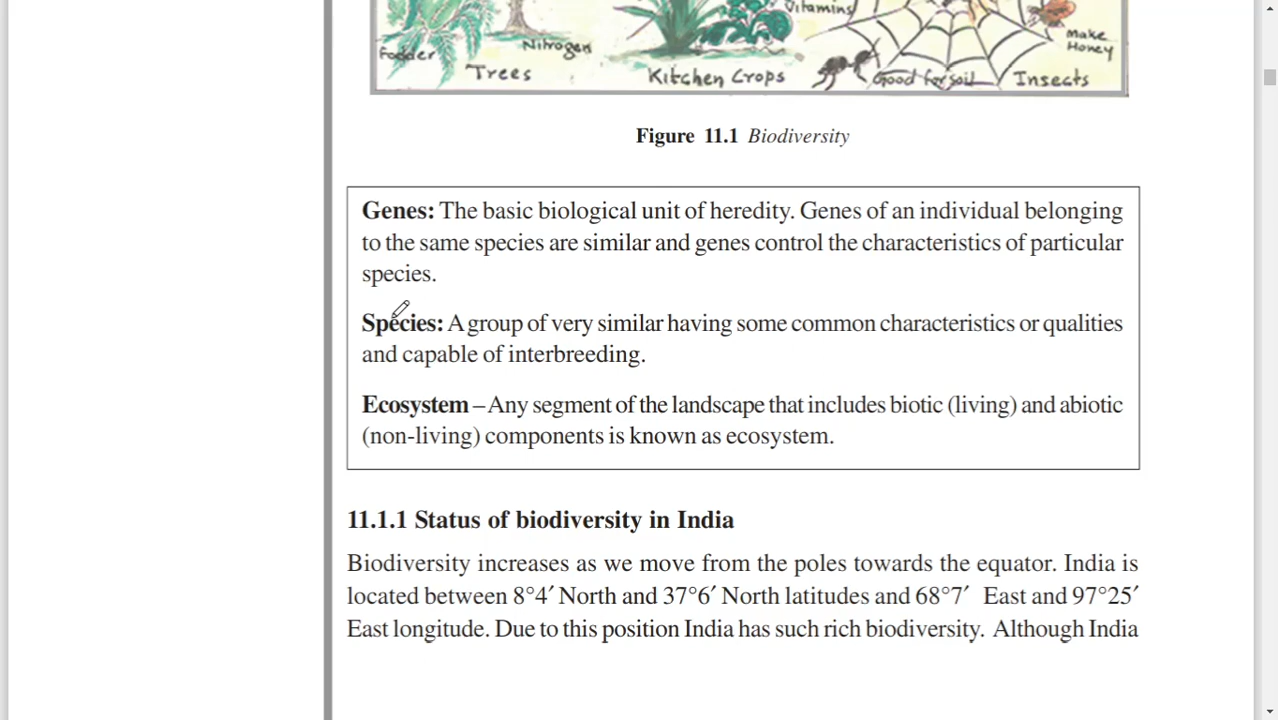 Vitamins
Make
Honey
Fodder
Nitrogen
Trees
Kitchen Crops
Good for soil
Insects
Figure 11.1 Biodiversity
Genes: The basic biological unit of heredity. Genes of an individual belonging
to the same species are similar and genes control the characteristics of particular
species.
Species: A group of very similar having some common characteristics or qualities
and capable of interbreeding.
Ecosystem – Any segment of the landscape that includes biotic (living) and abiotic
(non-living) components is known as ecosystem.
11.1.1 Status of biodiversity in India
Biodiversity increases as we move from the poles towards the equator. India is
located between 8°4′ North and 37°6′ North latitudes and 68°7′ East and 97°25′
East longitude. Due to this position India has such rich biodiversity. Although India